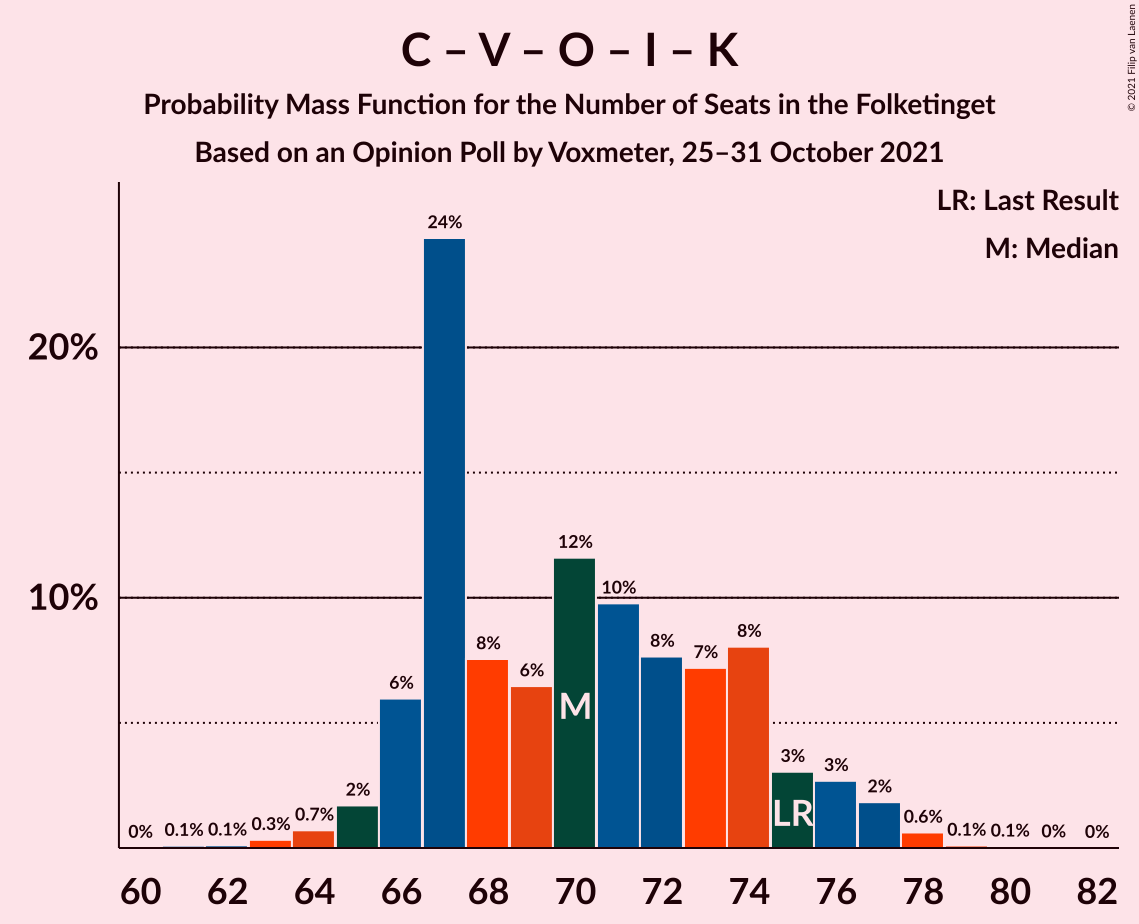 C – V – O – I – K
Probability Mass Function for the Number of Seats in the Folketinget
Based on an Opinion Poll by Voxmeter, 25–31 October 2021
© 2021 Filip van Laenen
LR: Last Result
M: Median
20%
10%
0%
0.1%
0.1%
0.3%
0.7%
2%
6%
24%
8%
6%
12%
10%
8%
7%
8%
3%
3%
2%
0.6%
0.1%
0.1%
0%
0%
M
LR
60 62 64 66 68 70 72 74 76 78 80 82